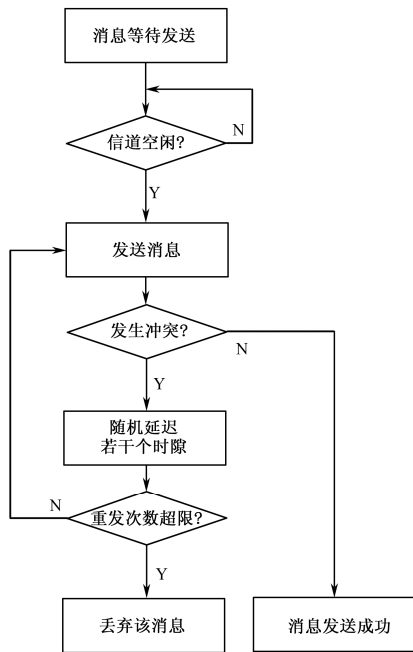 消息等待发送
信道空闲?
N
Y
发送消息
发生冲突?
N
Y
随机延迟
若干个时隙
N
重发次数超限?
Y
丢弃该消息
消息发送成功